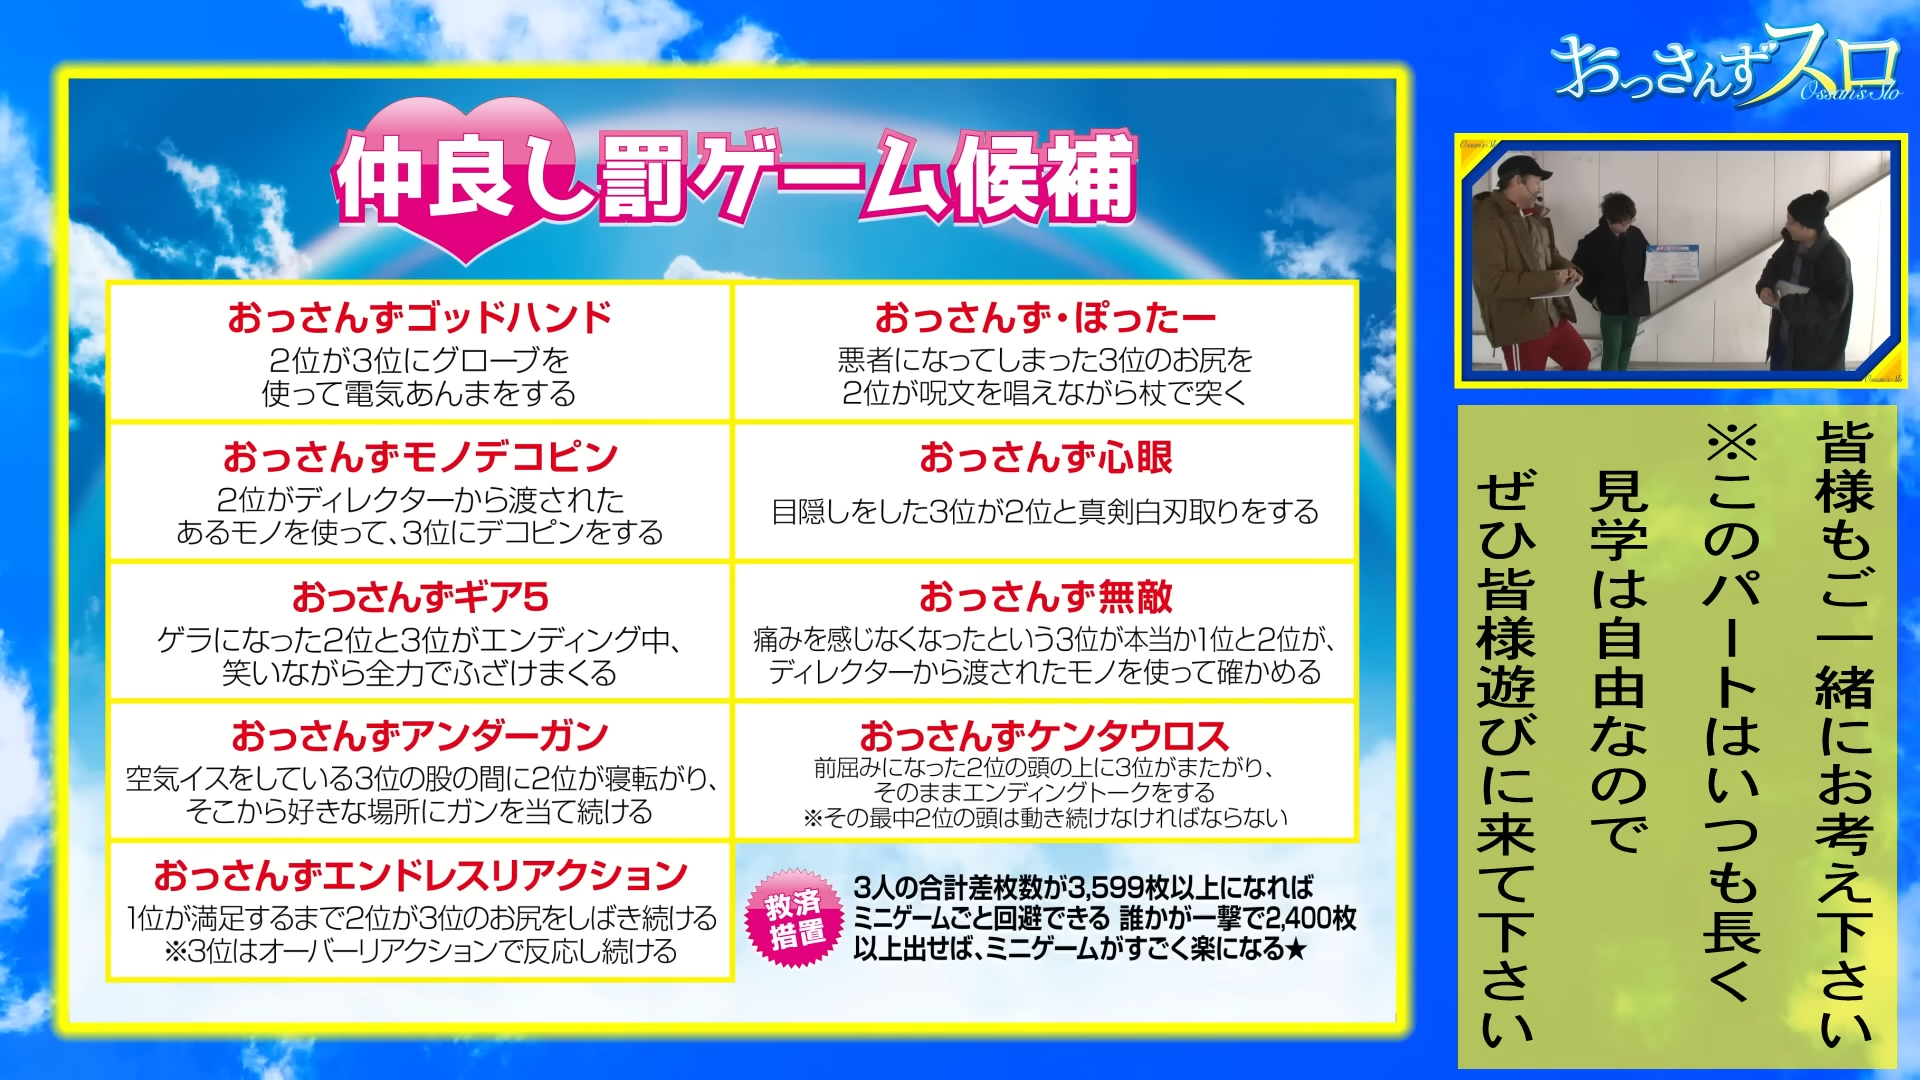 仲良し罰ゲーム候補
おっさんずゴッドハンド
2位が3位にグローブを
使って電気あんまをする
おっさんず・ぽったー
悪者になってしまった3位のお尻を
2位が呪文を唱えながら杖で突く
おっさんずモノデコピン
2位がディレクターから渡された
あるモノを使って、3位にデコピンをする
おっさんず心眼
目隠しをした3位が2位と真剣白刃取りをする
おっさんずギア5
ゲラになった2位と3位がエンディング中、
笑いながら全力でふざけまくる
おっさんず無敵
痛みを感じなくなったという3位が本当か1位と2位が、
ディレクターから渡されたモノを使って確かめる
おっさんずアンダーガン
空気イスをしている3位の股の間に2位が寝転がり、
そこから好きな場所にガンを当て続ける
おっさんずケンタウロス
前屈みになった2位の頭の上に3位がまたがり、
そのままエンディングトークをする
※その最中2位の頭は動き続けなければならない
おっさんずエンドレスリアクション
1位が満足するまで2位が3位のお尻をしばき続ける
※3位はオーバーリアクションで反応し続ける
救済
措置
3人の合計差枚数が3,599枚以上になれば
ミニゲームごと回避できる 誰かが一撃で2,400枚
以上出せば、ミニゲームがすごく楽になる★
おっさんずスロ
Ossan's Slo
皆様もご一緒にお考え下さい
※このパートはいつも長く
見学は自由なので
ぜひ皆様遊びに来て下さい